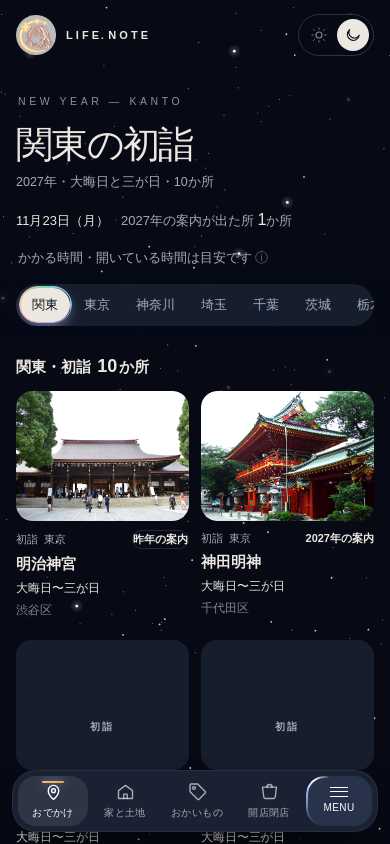 LIFE.NOTE
NEW YEAR — KANTO
関東の初詣
2027年・大晦日と三が日・10か所
11月23日（月） 2027年の案内が出た所 1か所
かかる時間・開いている時間は目安です ⓘ
関東 東京 神奈川 埼玉 千葉 茨城
関東・初詣 10か所
初詣 東京 昨年の案内
明治神宮
大晦日〜三が日
渋谷区
初詣 東京 2027年の案内
神田明神
大晦日〜三が日
千代田区
初詣
初詣
おでかけ 家と土地 おかいもの 開店閉店 MENU
大晦日〜三が日
大晦日〜三が日